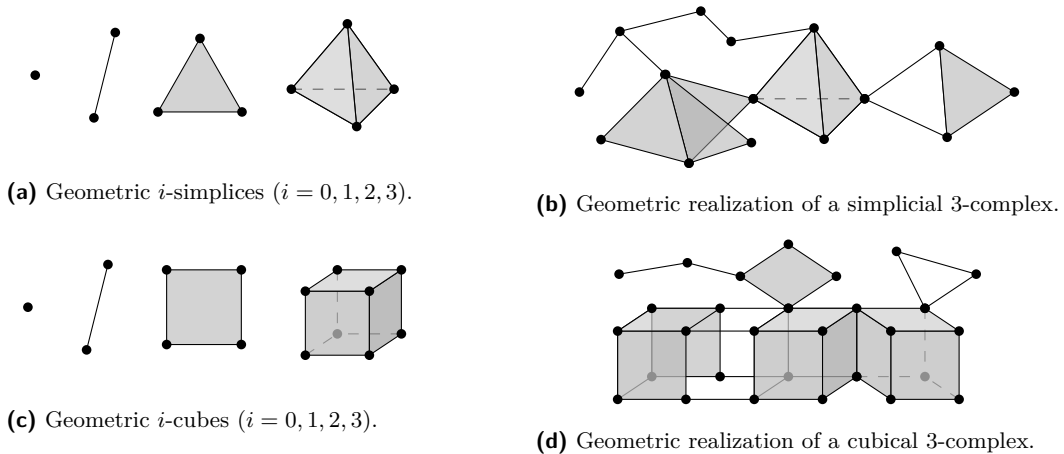 (a) Geometric i-simplices (i = 0, 1, 2, 3).
(b) Geometric realization of a simplicial 3-complex.
(c) Geometric i-cubes (i = 0, 1, 2, 3).
(d) Geometric realization of a cubical 3-complex.